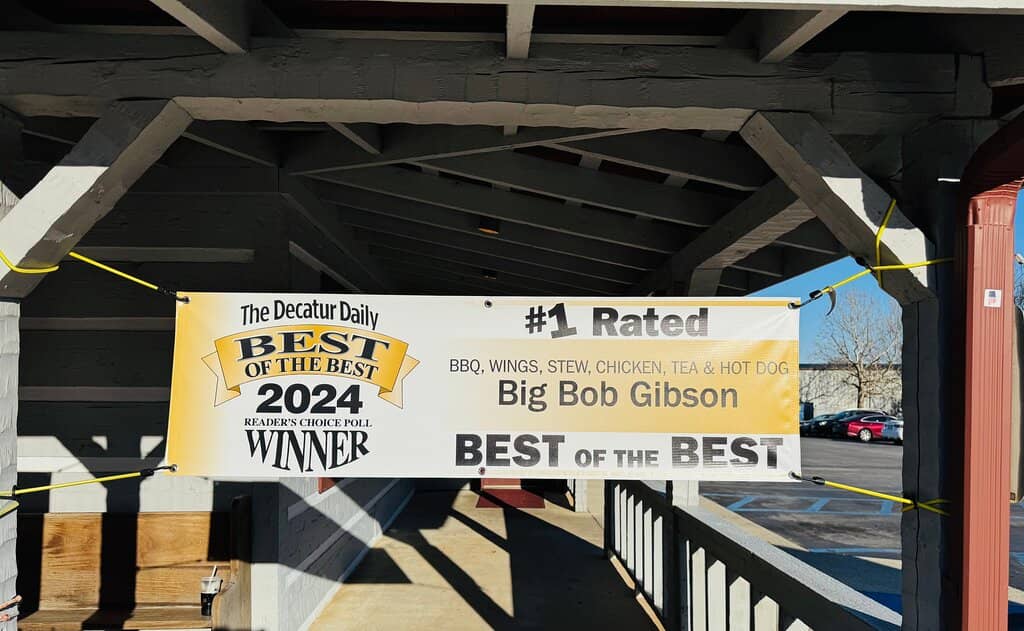 The Decatur Daily
BEST
OF THE BEST
2024
READER'S CHOICE POLL
WINNER
#1 Rated
BBQ, WINGS, STEW, CHICKEN, TEA & HOT DOG
Big Bob Gibson
BEST OF THE BEST